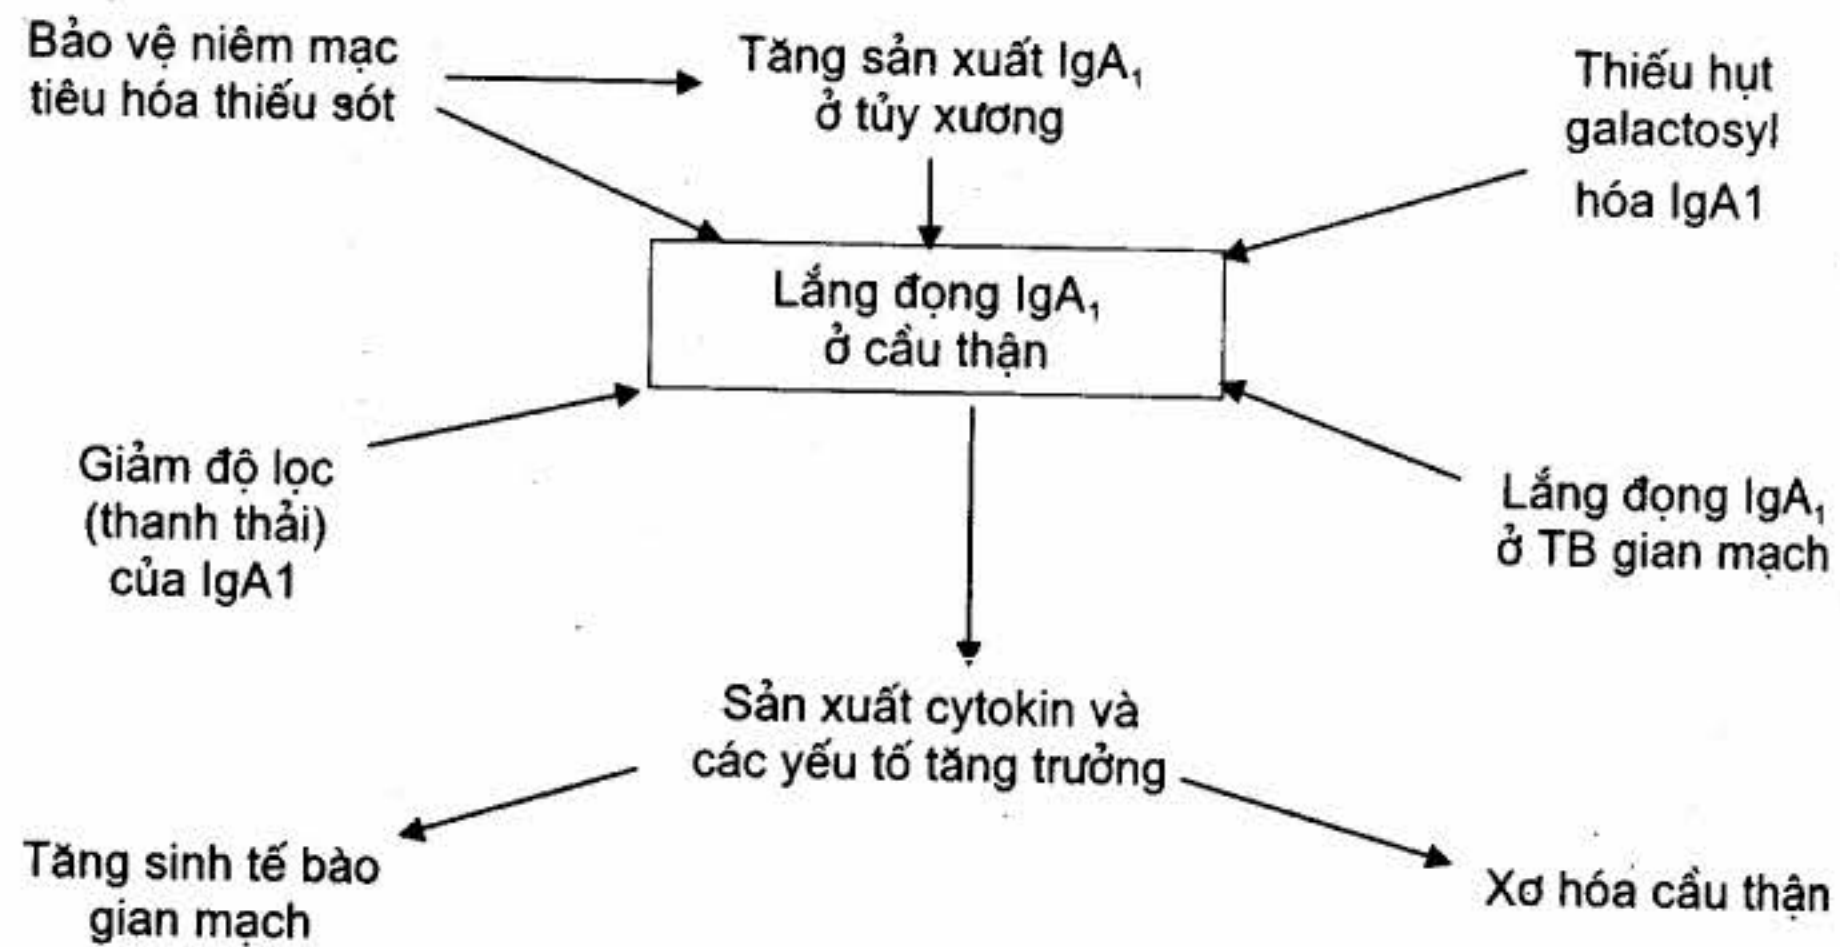 Bảo vệ niêm mạc
tiêu hóa thiếu sót
Tăng sản xuất IgA₁
ở tủy xương
Thiếu hụt
galactosyl
hóa IgA1
Lắng đọng IgA₁
ở cầu thận
Giảm độ lọc
(thanh thải)
của IgA1
Lắng đọng IgA₁
ở TB gian mạch
Sản xuất cytokin và
các yếu tố tăng trưởng
Tăng sinh tế bào
gian mạch
Xơ hóa cầu thận